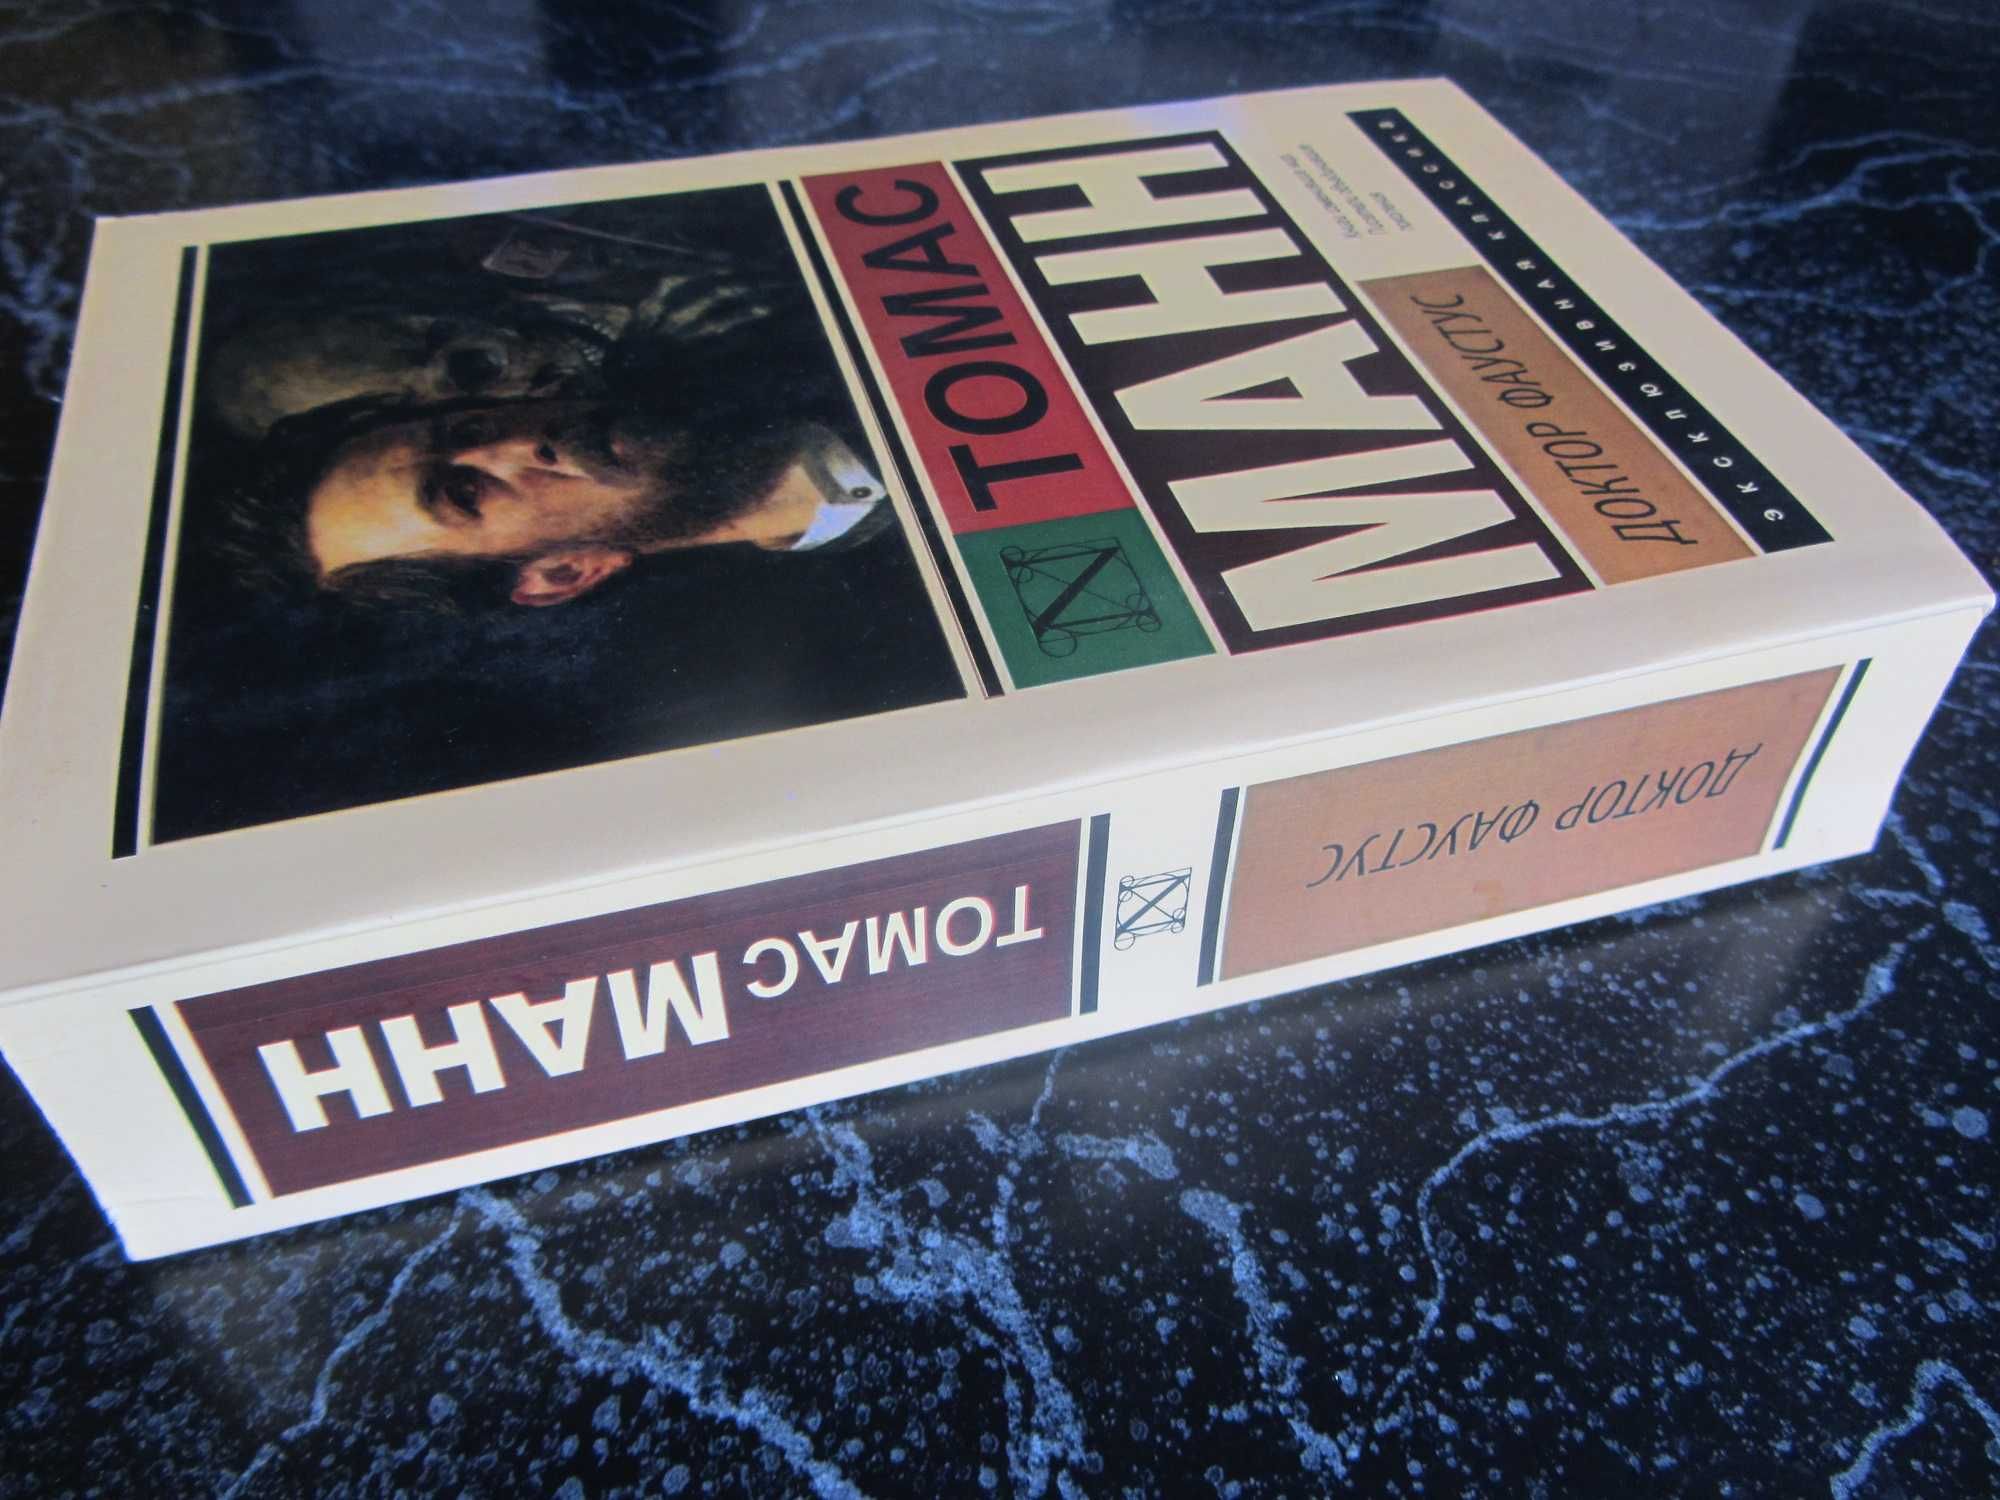 ЭКСКЛЮЗИВНАЯ КЛАССИКА
ДОКТОР ФАУСТУС
МАНН
ТОМАС
ТОМАС МАНН
ДОКТОР ФАУСТУС